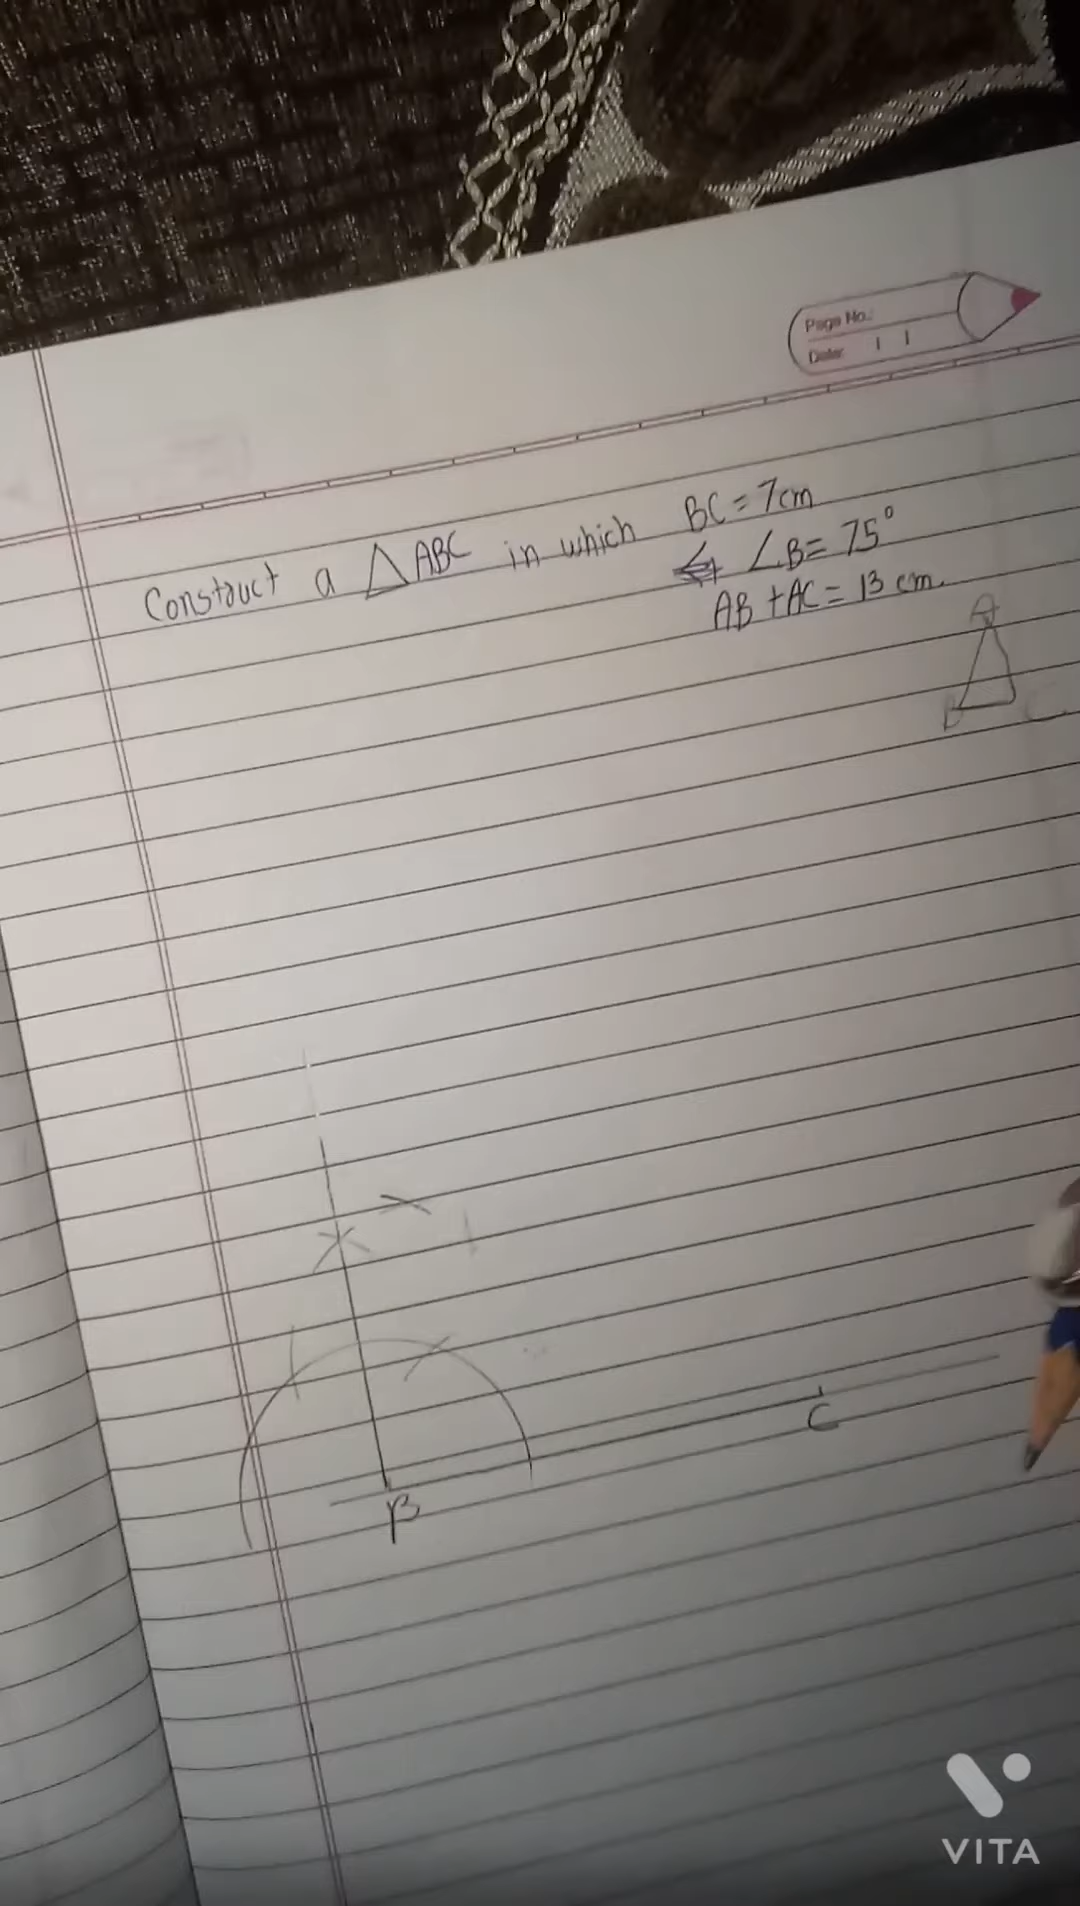 Page No.:
Date:
Construct a △ABC in which BC = 7cm
∠B = 75°
AB + AC = 13 cm.
A
B C
C
B
VITA